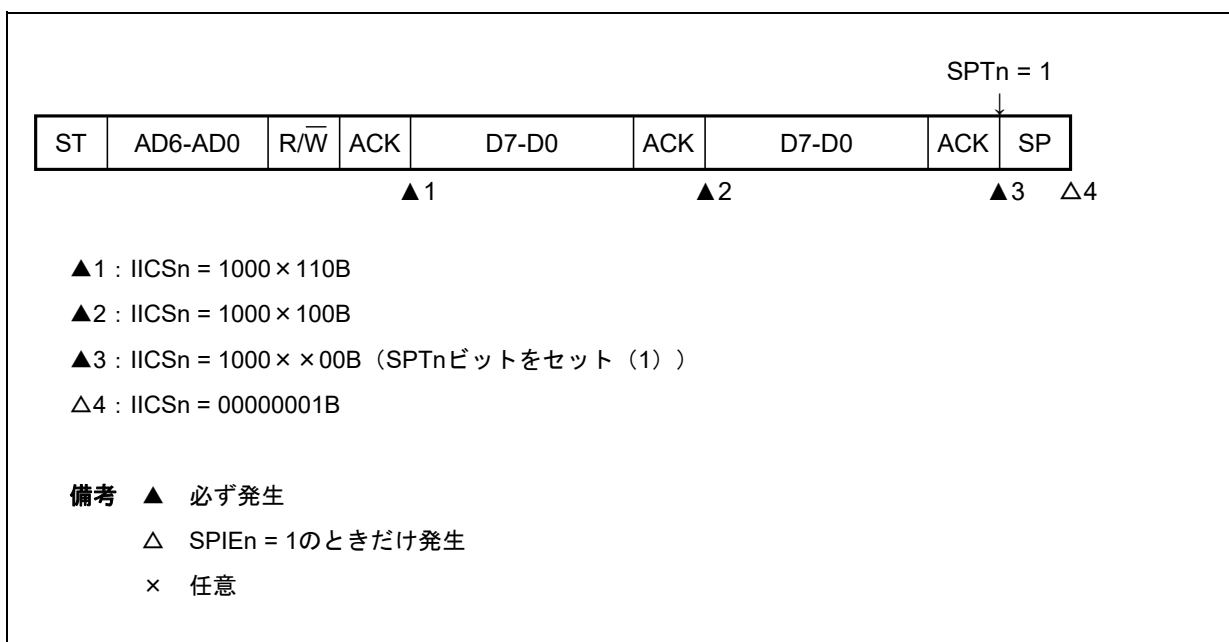 SPTn = 1
↓
ST AD6-AD0 R/W̅ ACK D7-D0 ACK D7-D0 ACK SP
▲1 ▲2 ▲3 △4
▲1：IICSn = 1000×110B
▲2：IICSn = 1000×100B
▲3：IICSn = 1000××00B（SPTnビットをセット（1））
△4：IICSn = 00000001B
備考 ▲ 必ず発生
△ SPIEn = 1のときだけ発生
× 任意